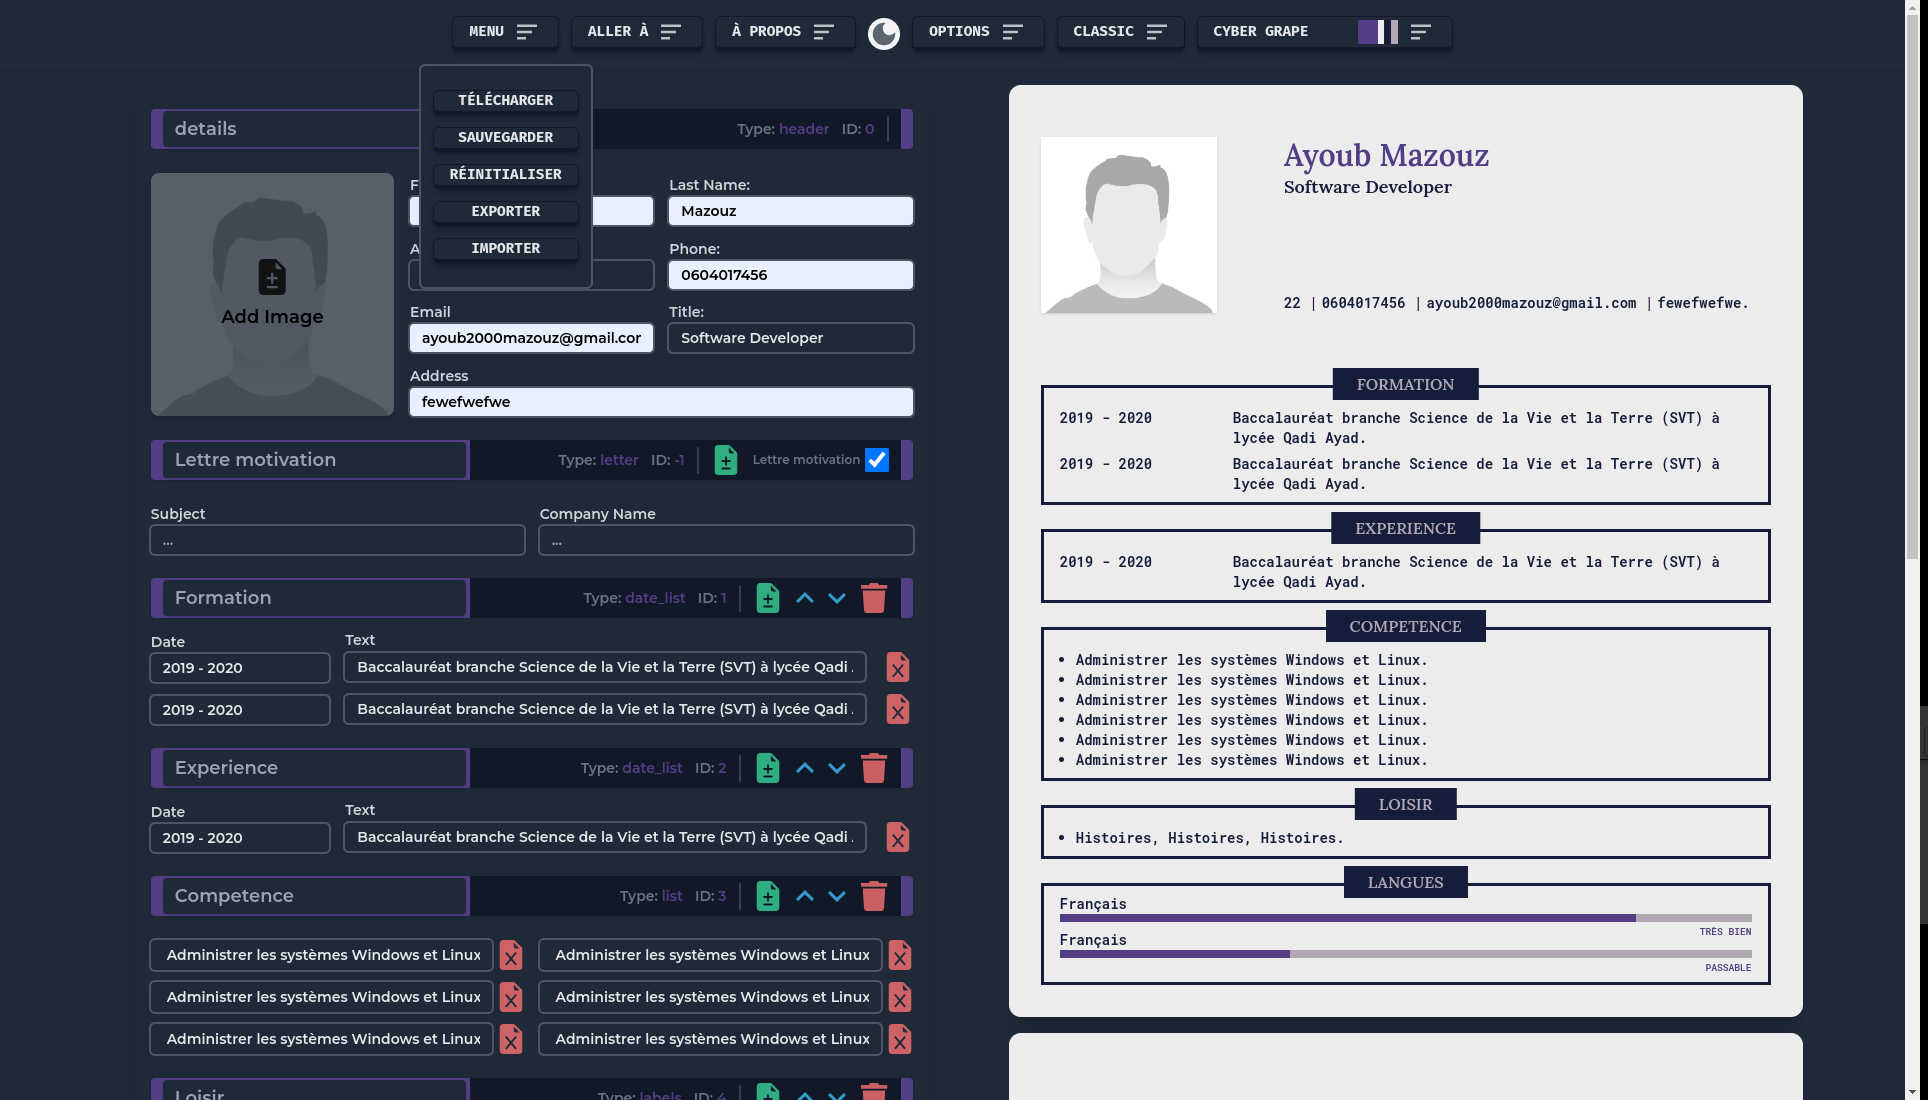 MENU
ALLER À
À PROPOS
OPTIONS
CLASSIC
CYBER GRAPE
TÉLÉCHARGER
SAUVEGARDER
RÉINITIALISER
EXPORTER
IMPORTER
details
Type: header ID: 0
Add Image
Last Name:
Mazouz
Phone:
0604017456
Email
ayoub2000mazouz@gmail.cor
Title:
Software Developer
Address
fewefwefwe
Lettre motivation
Type: letter ID: -1
Lettre motivation
Subject
...
Company Name
...
Formation
Type: date_list ID: 1
Date
Text
2019 - 2020
Baccalauréat branche Science de la Vie et la Terre (SVT) à lycée Qadi .
2019 - 2020
Baccalauréat branche Science de la Vie et la Terre (SVT) à lycée Qadi .
Experience
Type: date_list ID: 2
Date
Text
2019 - 2020
Baccalauréat branche Science de la Vie et la Terre (SVT) à lycée Qadi .
Competence
Type: list ID: 3
Administrer les systèmes Windows et Linux
Administrer les systèmes Windows et Linux
Administrer les systèmes Windows et Linux
Administrer les systèmes Windows et Linux
Administrer les systèmes Windows et Linux
Administrer les systèmes Windows et Linux
Loisir
Type: labels ID: 4
Ayoub Mazouz
Software Developer
22 | 0604017456 | ayoub2000mazouz@gmail.com | fewefwefwe.
FORMATION
2019 - 2020
Baccalauréat branche Science de la Vie et la Terre (SVT) à
lycée Qadi Ayad.
2019 - 2020
Baccalauréat branche Science de la Vie et la Terre (SVT) à
lycée Qadi Ayad.
EXPERIENCE
2019 - 2020
Baccalauréat branche Science de la Vie et la Terre (SVT) à
lycée Qadi Ayad.
COMPETENCE
• Administrer les systèmes Windows et Linux.
• Administrer les systèmes Windows et Linux.
• Administrer les systèmes Windows et Linux.
• Administrer les systèmes Windows et Linux.
• Administrer les systèmes Windows et Linux.
• Administrer les systèmes Windows et Linux.
LOISIR
• Histoires, Histoires, Histoires.
LANGUES
Français
TRÈS BIEN
Français
PASSABLE